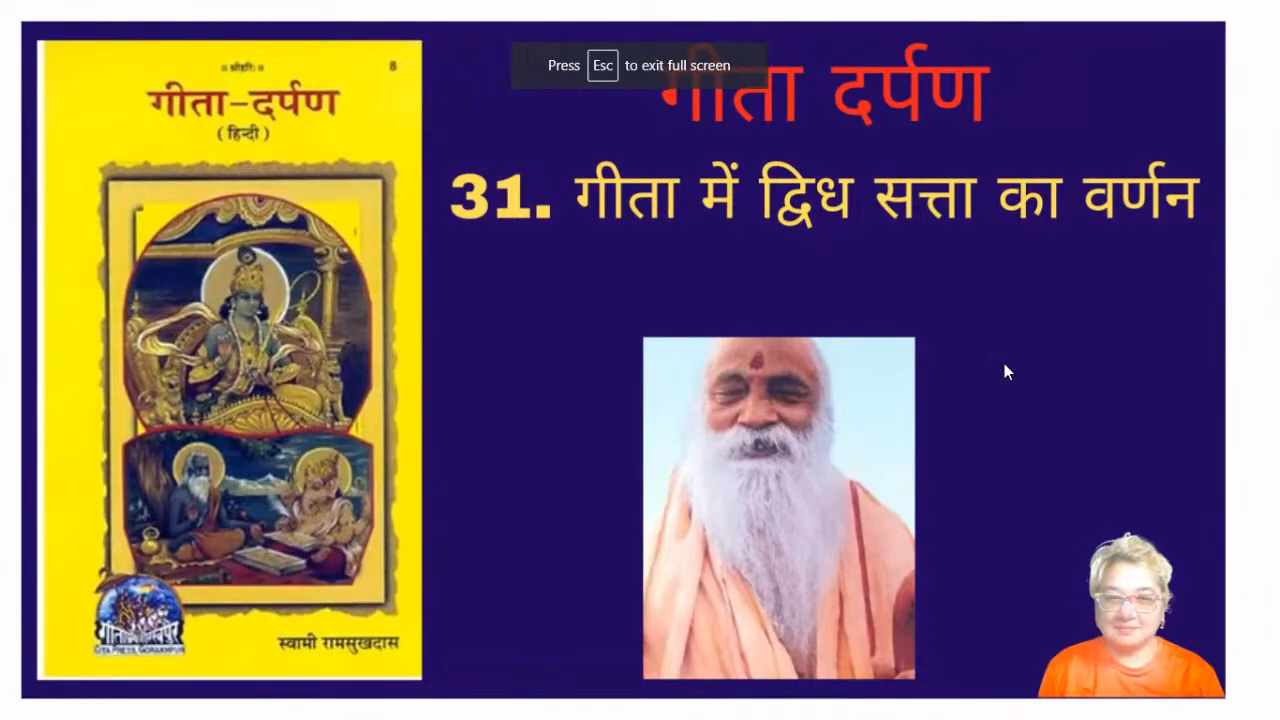 ॥ श्रीहरिः ॥
8
गीता-दर्पण
( हिन्दी )
GITA PRESS, GORAKHPUR
स्वामी रामसुखदास
Press Esc to exit full screen
गीता दर्पण
31. गीता में द्विध सत्ता का वर्णन